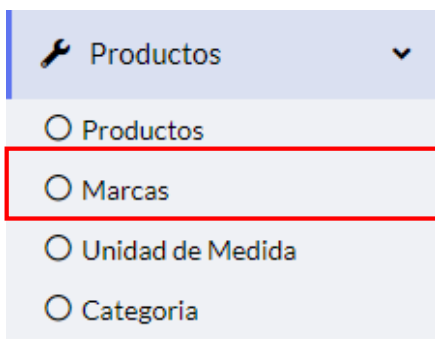 Productos
Productos
Marcas
Unidad de Medida
Categoria